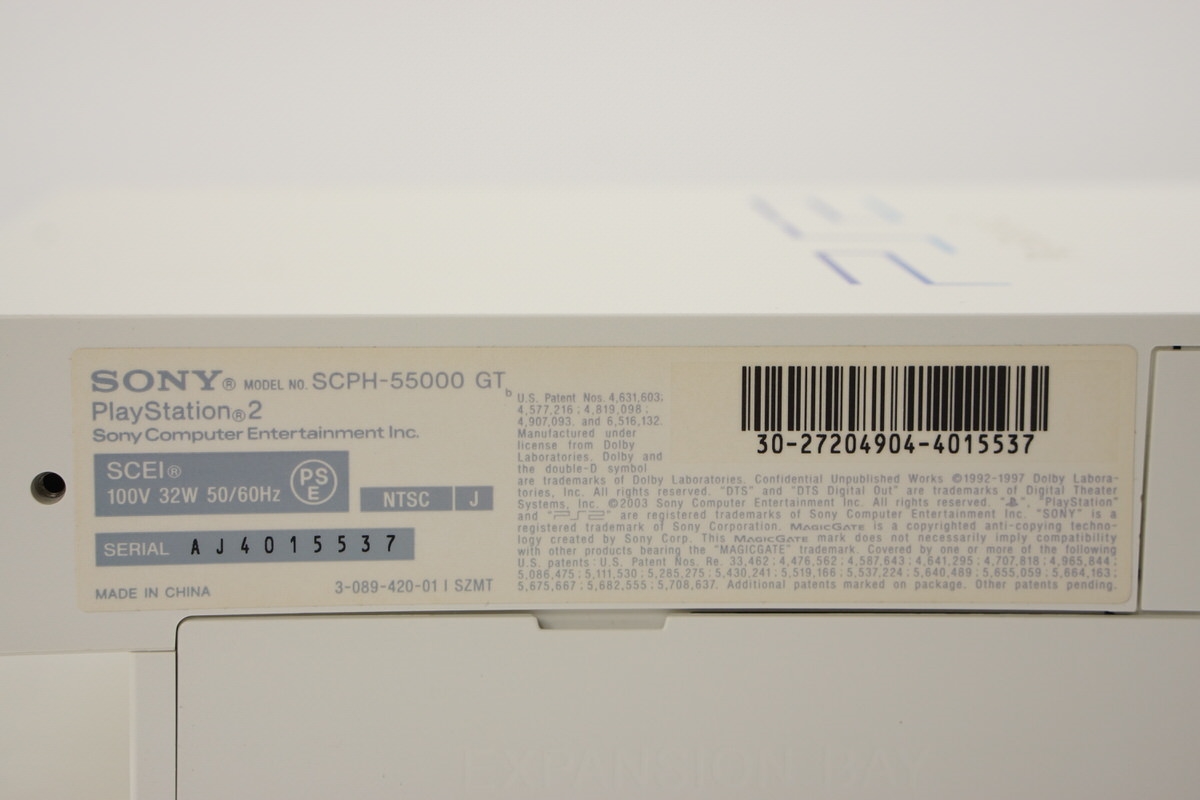 SONY® MODEL NO. SCPH-55000 GT
b
PlayStation®2
Sony Computer Entertainment Inc.
SCEI®
100V 32W 50/60Hz
PS
E
NTSC J
SERIAL AJ4015537
MADE IN CHINA
3-089-420-01 I SZMT
U.S. Patent Nos. 4,631,603;
4,577,216 ; 4,819,098 ;
4,907,093. and 6,516,132.
Manufactured under
license from Dolby
Laboratories. Dolby and
the double-D symbol
are trademarks of Dolby Laboratories. Confidential Unpublished Works ©1992-1997 Dolby Labora-
tories, Inc. All rights reserved. "DTS" and "DTS Digital Out" are trademarks of Digital Theater
Systems, Inc. ©2003 Sony Computer Entertainment Inc. All rights reserved. " ", "PlayStation"
and "PS2" are registered trademarks of Sony Computer Entertainment Inc. "SONY" is a
registered trademark of Sony Corporation. MAGICGATE is a copyrighted anti-copying techno-
logy created by Sony Corp. This MAGICGATE mark does not necessarily imply compatibility
with other products bearing the "MAGICGATE" trademark. Covered by one or more of the following
U.S. patents : U.S. Patent Nos. Re. 33,462 ; 4,476,562 ; 4,587,643 ; 4,641,295 ; 4,707,818 ; 4,965,844 ;
5,086,475 ; 5,111,530 ; 5,285,275 ; 5,430,241 ; 5,519,166 ; 5,537,224 ; 5,640,489 ; 5,655,059 ; 5,664,163 ;
5,675,667 ; 5,682,555 ; 5,708,637. Additional patents marked on package. Other patents pending.
30-27204904-4015537
EXPANSION BAY